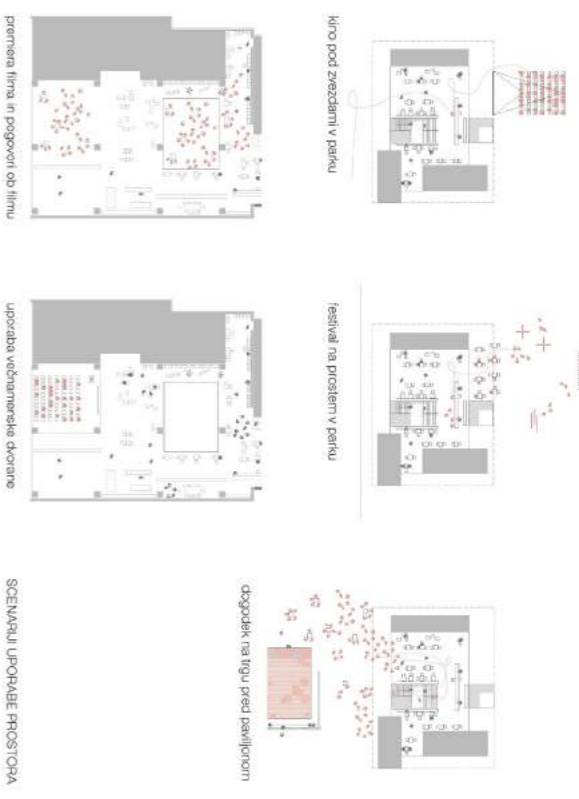 kino pod zvezdami v parku
festival na prostem v parku
dogodek na trgu pred paviljonom
premiera filma in pogovori ob filmu
uporaba večnamenske dvorane
SCENARIJI UPORABE PROSTORA